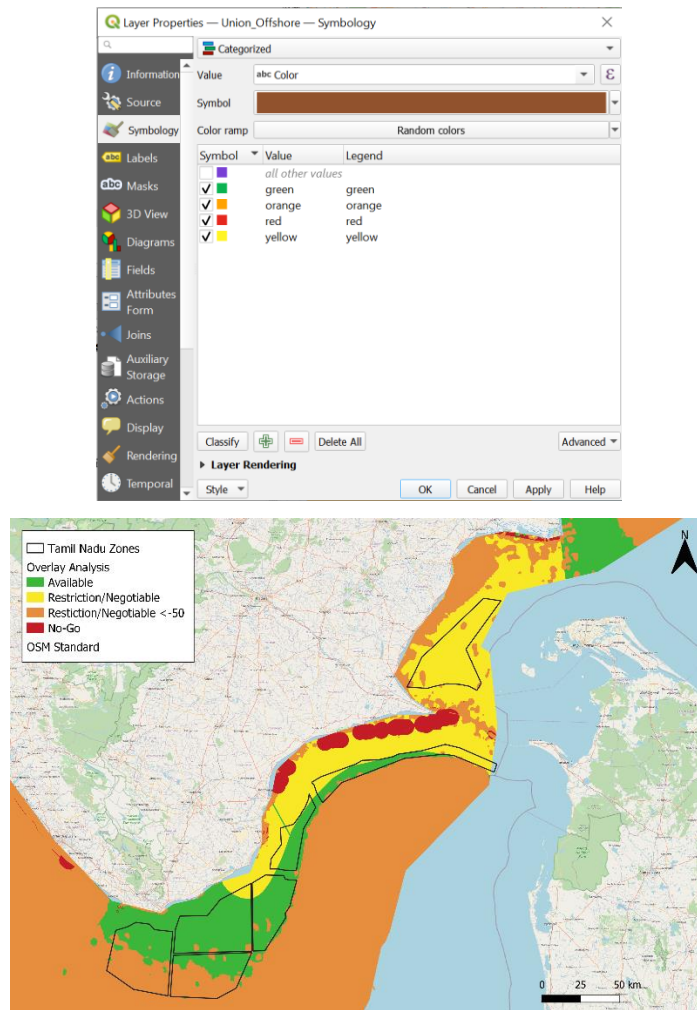 Layer Properties — Union_Offshore — Symbology
Categorized
Information
Value abc Color ε
Source
Symbol
Symbology
Color ramp Random colors
abc Labels
Symbol Value Legend
all other values
abc Masks
green green
orange orange
3D View
red red
yellow yellow
Diagrams
Fields
Attributes
Form
Joins
Auxiliary
Storage
Actions
Display
Classify Delete All Advanced
Rendering
Layer Rendering
Temporal
Style OK Cancel Apply Help
Tamil Nadu Zones
Overlay Analysis
Available
Restriction/Negotiable
Restiction/Negotiable <-50
No-Go
OSM Standard
N
0 25 50 km